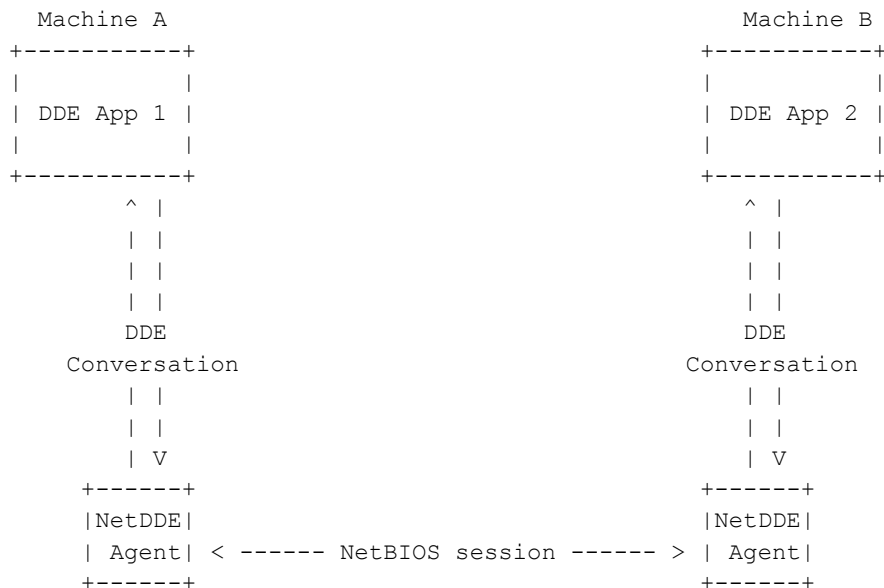 Machine A Machine B
DDE App 1 DDE App 2
DDE DDE
Conversation Conversation
NetDDE NetDDE
Agent < ------ NetBIOS session ------ > Agent